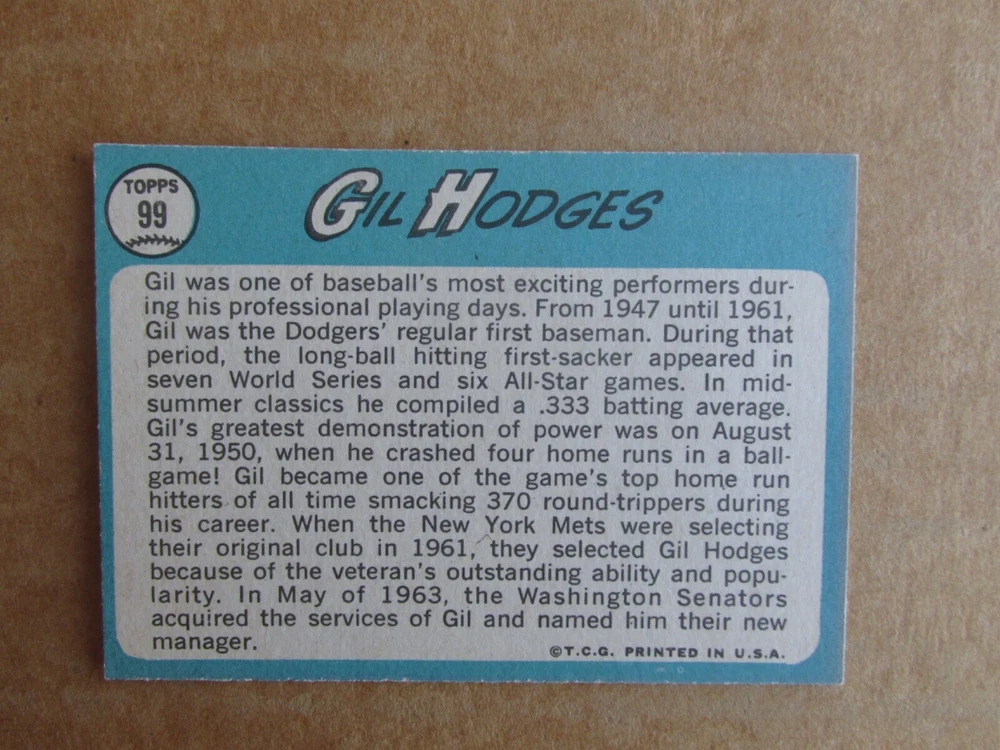 TOPPS
99
GIL HODGES
Gil was one of baseball's most exciting performers dur-
ing his professional playing days. From 1947 until 1961,
Gil was the Dodgers' regular first baseman. During that
period, the long-ball hitting first-sacker appeared in
seven World Series and six All-Star games. In mid-
summer classics he compiled a .333 batting average.
Gil's greatest demonstration of power was on August
31, 1950, when he crashed four home runs in a ball-
game! Gil became one of the game's top home run
hitters of all time smacking 370 round-trippers during
his career. When the New York Mets were selecting
their original club in 1961, they selected Gil Hodges
because of the veteran's outstanding ability and popu-
larity. In May of 1963, the Washington Senators
acquired the services of Gil and named him their new
manager.
©T.C.G. PRINTED IN U.S.A.